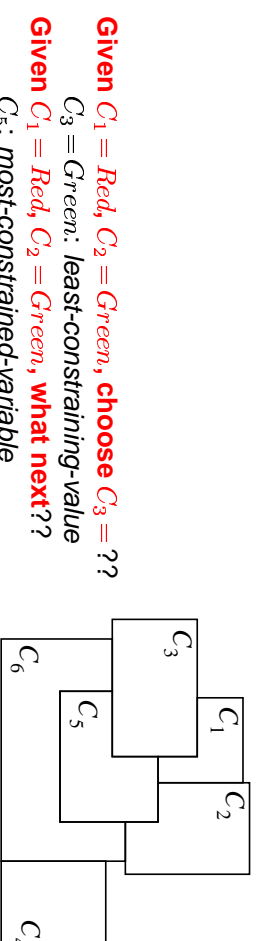 Given C₁ = Red, C₂ = Green, choose C₃ = ??
C₃ = Green: least-constraining-value
Given C₁ = Red, C₂ = Green, what next??
C₅: most-constrained-variable
C₁
C₂
C₃
C₅
C₆